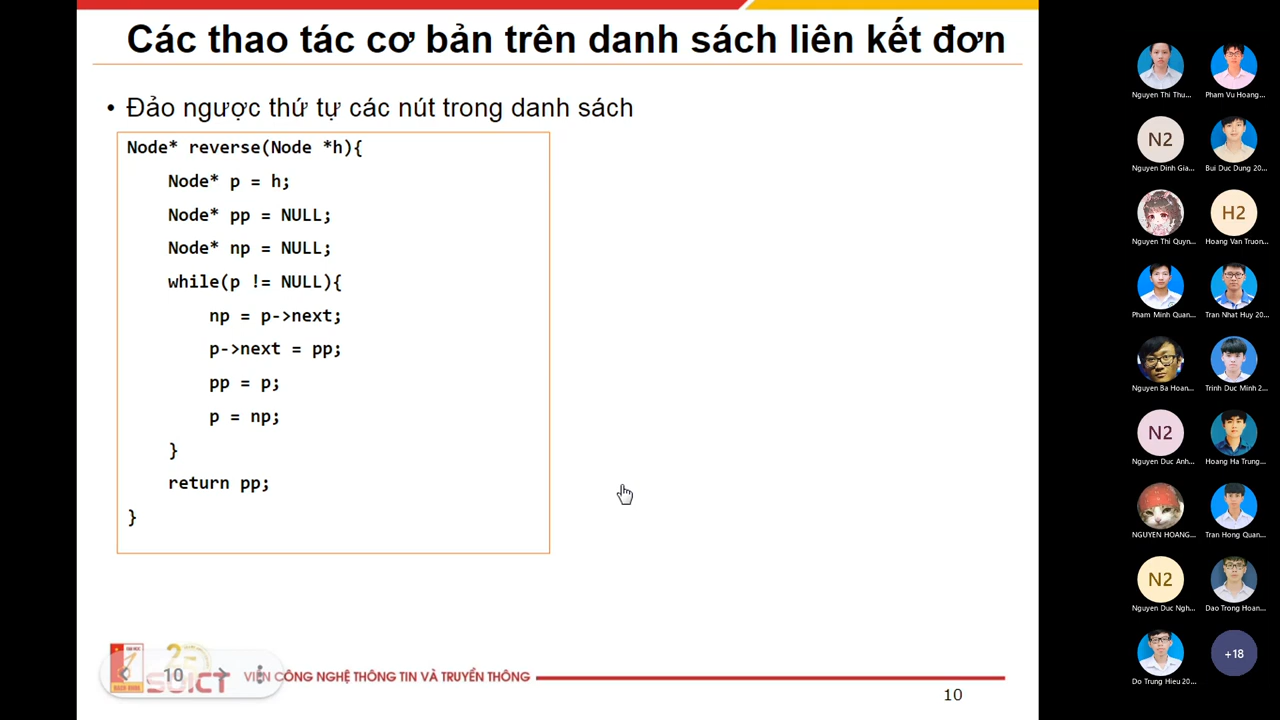 Các thao tác cơ bản trên danh sách liên kết đơn
• Đảo ngược thứ tự các nút trong danh sách
Node* reverse(Node *h){
Node* p = h;
Node* pp = NULL;
Node* np = NULL;
while(p != NULL){
np = p->next;
p->next = pp;
pp = p;
p = np;
}
return pp;
}
10
VIỆN CÔNG NGHỆ THÔNG TIN VÀ TRUYỀN THÔNG
10
Nguyen Thi Thu...
Pham Vu Hoang...
N2
Nguyen Dinh Gia...
Bui Duc Dung 20...
Nguyen Thi Quyn...
H2
Hoang Van Truon...
Pham Minh Quan...
Tran Nhat Huy 20...
Nguyen Ba Hoan...
Trinh Duc Minh 2...
N2
Nguyen Duc Anh...
Hoang Ha Trung...
NGUYEN HOANG...
Tran Hong Quan...
N2
Nguyen Duc Ngh...
Dao Trong Hoan...
Do Trung Hieu 20...
+18